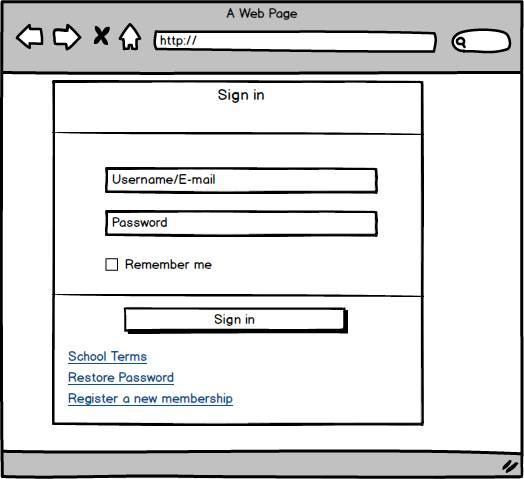 A Web Page
http://
Sign in
Username/E-mail
Password
Remember me
Sign in
School Terms
Restore Password
Register a new membership